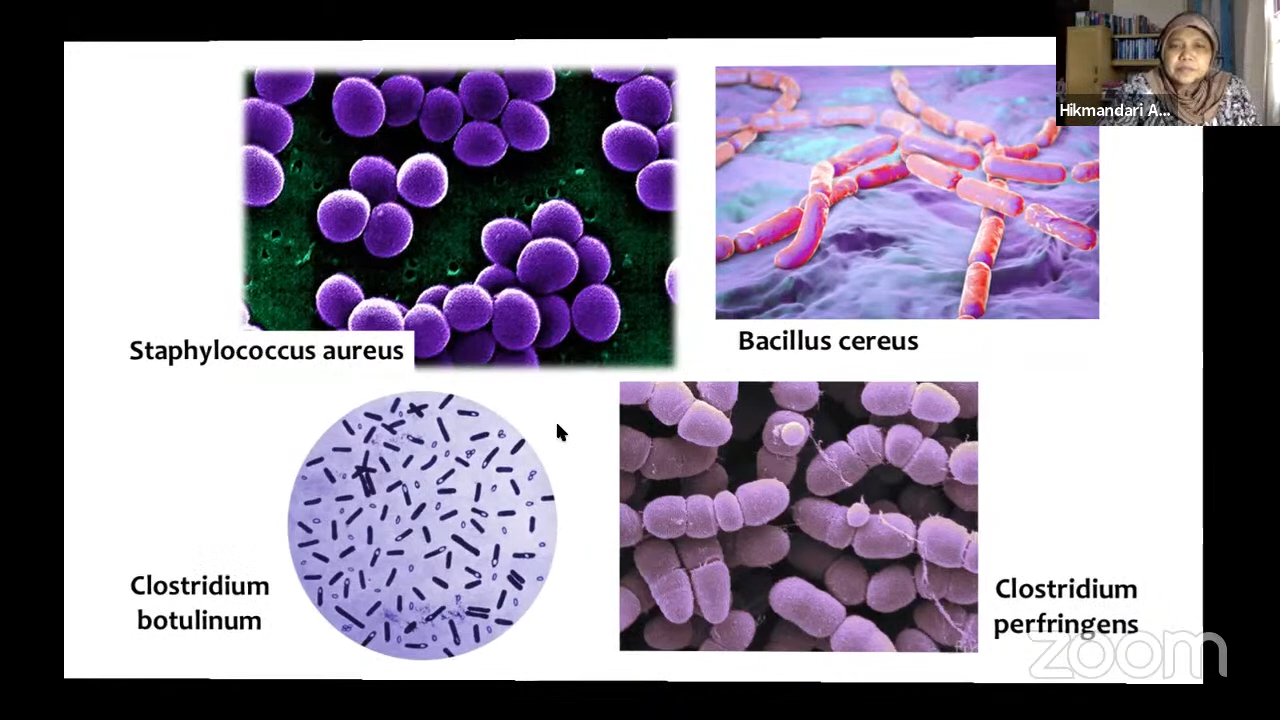 Hikmandari A...
Staphylococcus aureus
Bacillus cereus
Clostridium
botulinum
Clostridium
perfringens
zoom